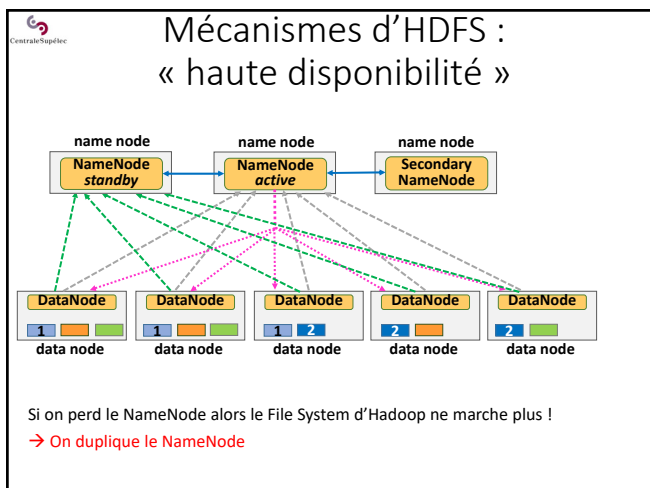 CentraleSupélec
Mécanismes d’HDFS :
« haute disponibilité »
name node
name node
name node
NameNode
standby
NameNode
active
Secondary
NameNode
DataNode
DataNode
DataNode
DataNode
DataNode
1
1
1
2
2
2
data node
data node
data node
data node
data node
Si on perd le NameNode alors le File System d’Hadoop ne marche plus !
→ On duplique le NameNode